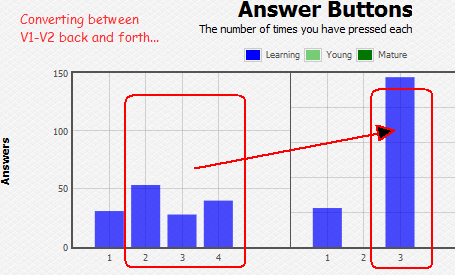 Converting between
V1-V2 back and forth...
Answer Buttons
The number of times you have pressed each
Learning Young Mature
150
100
50
0
Answers
1 2 3 4 1 2 3